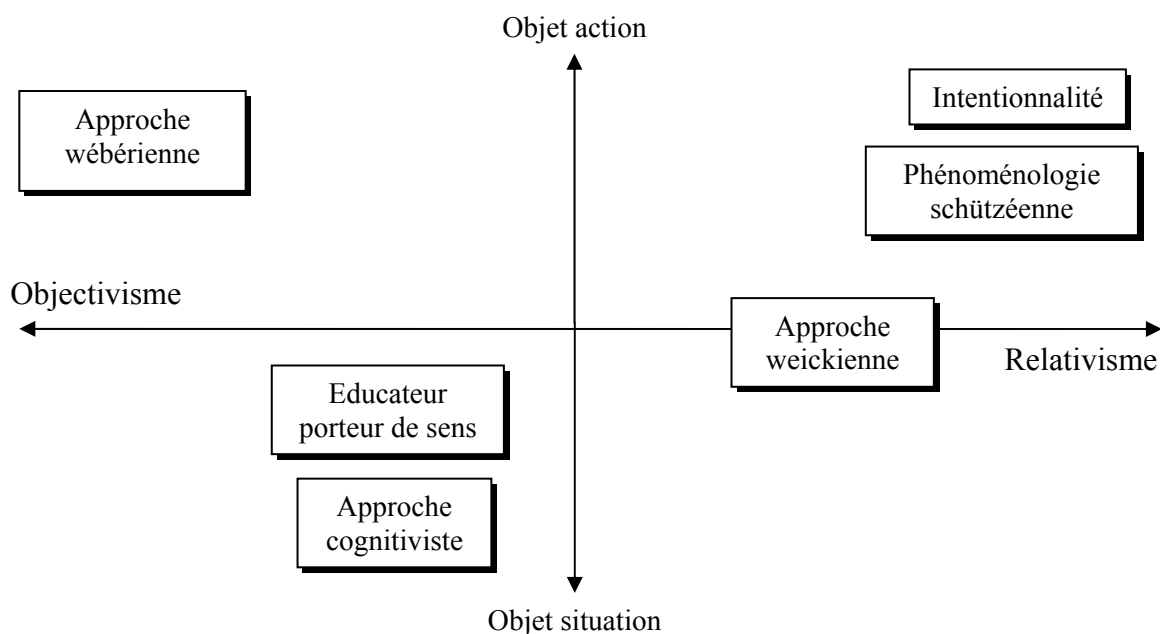 Objet action
Intentionnalité
Approche
wébérienne
Phénoménologie
schützéenne
Objectivisme
Approche
weickienne
Relativisme
Educateur
porteur de sens
Approche
cognitiviste
Objet situation